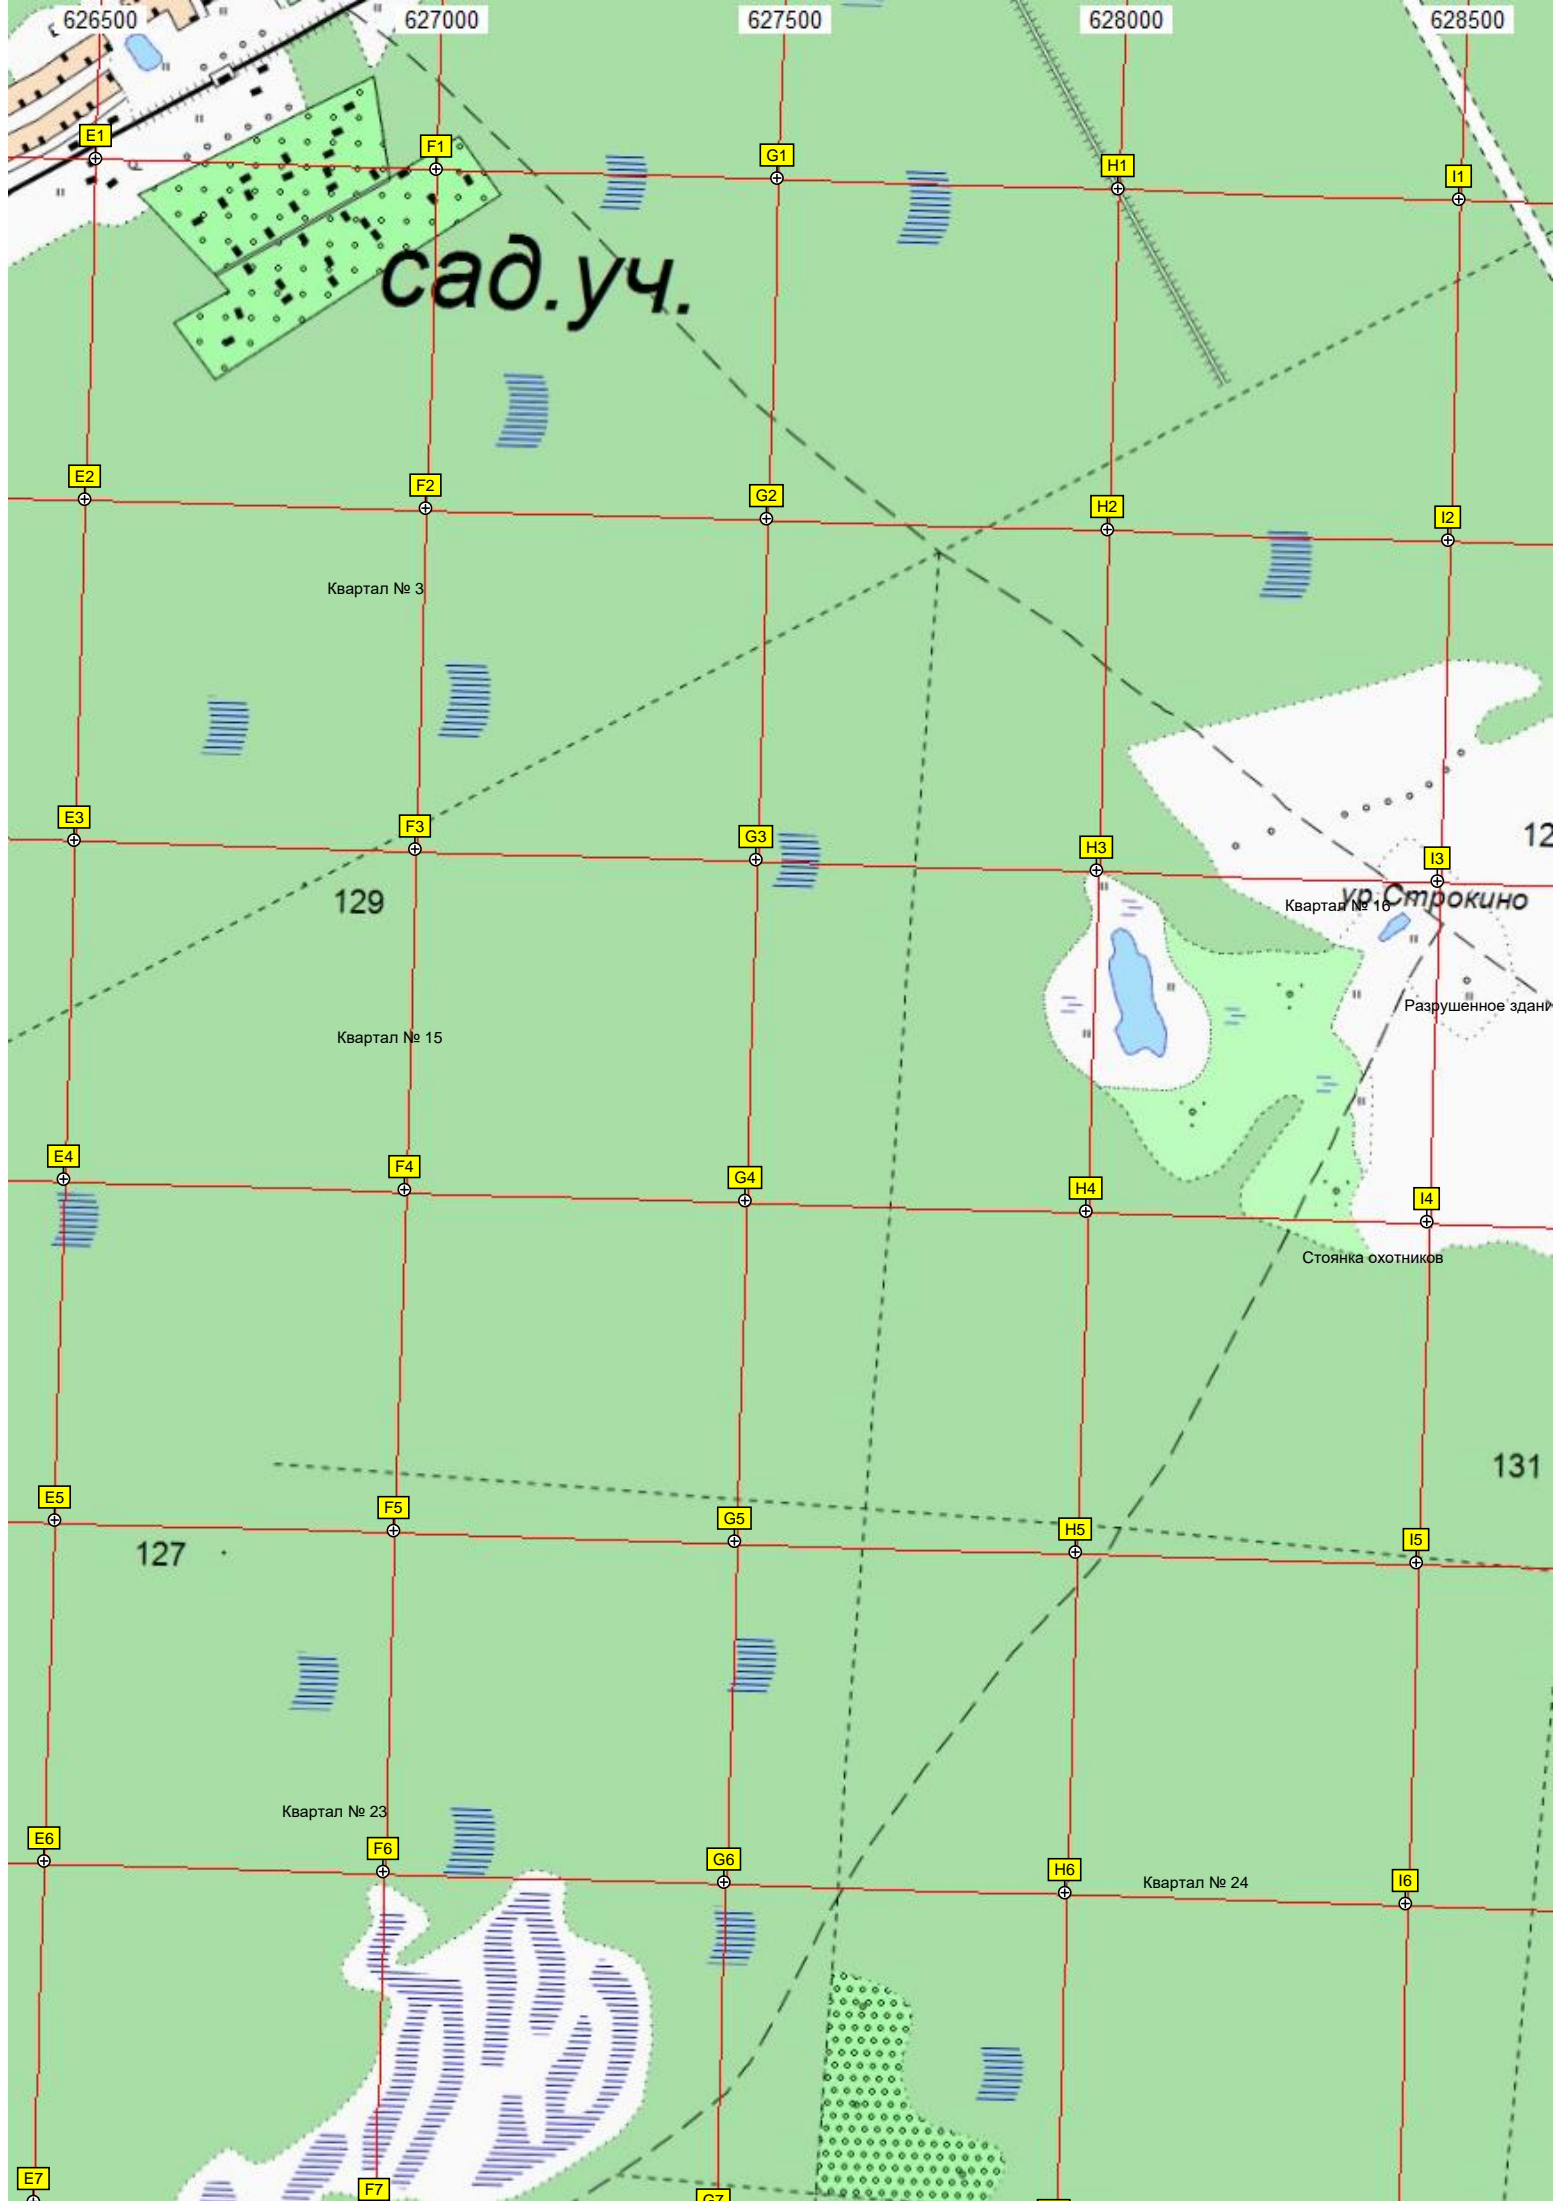 626500 627000 627500 628000 628500
E1 F1 G1 H1 I1
сад.уч.
E2 F2 G2 H2 I2
Квартал № 3
E3 F3 G3 H3 I3
12
129
ур.Строкино
Квартал № 16
Разрушенное здани
Квартал № 15
E4 F4 G4 H4 I4
Стоянка охотников
131
E5 F5 G5 H5 I5
127
Квартал № 23
E6 F6 G6 H6 I6
Квартал № 24
E7 F7 G7